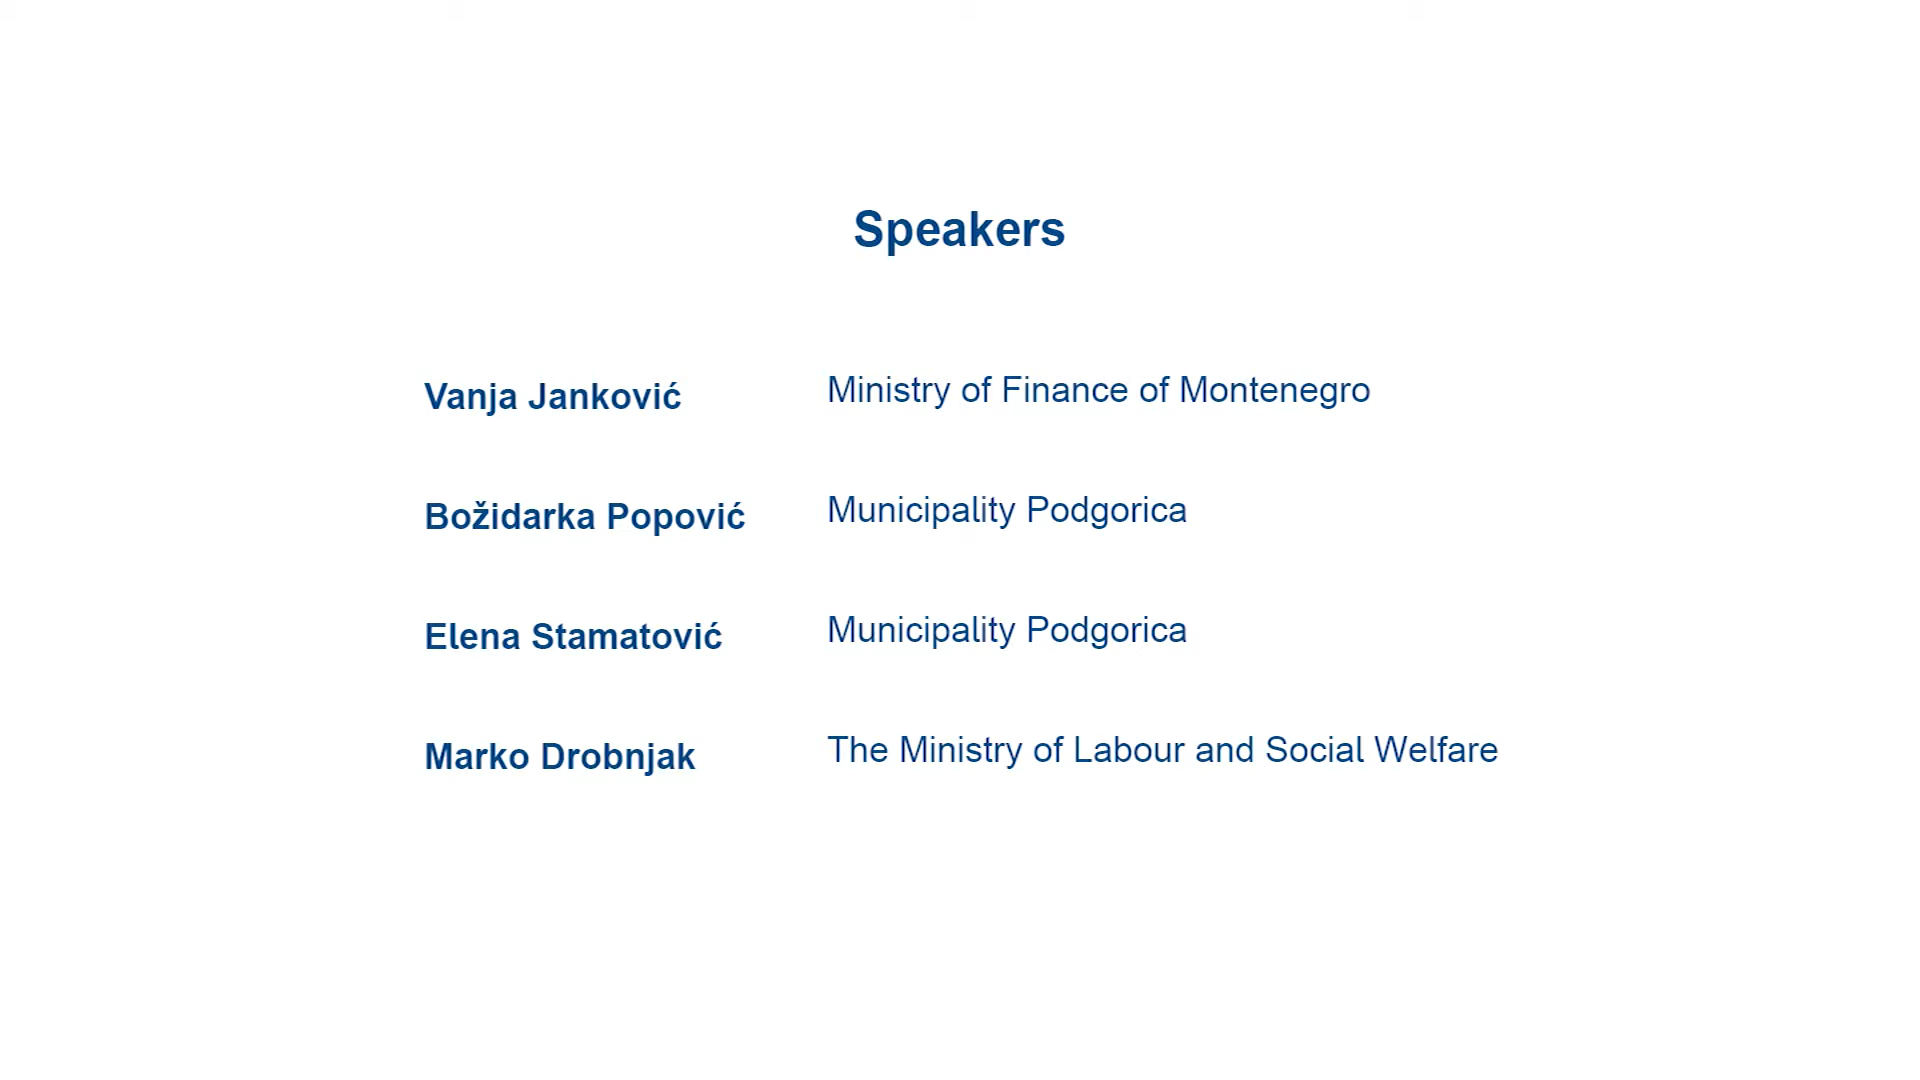 Speakers
Vanja Janković Ministry of Finance of Montenegro
Božidarka Popović Municipality Podgorica
Elena Stamatović Municipality Podgorica
Marko Drobnjak The Ministry of Labour and Social Welfare